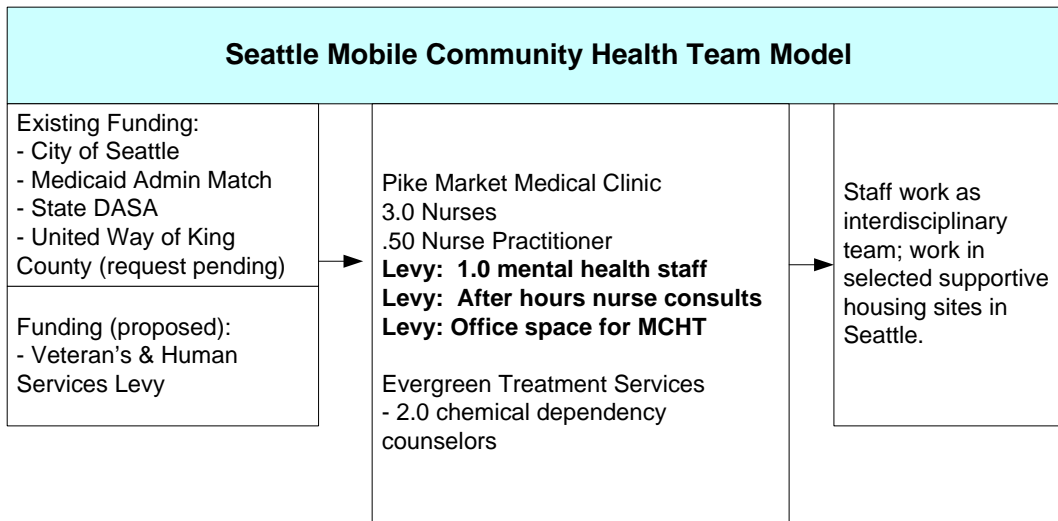 Seattle Mobile Community Health Team Model
Existing Funding:
- City of Seattle
- Medicaid Admin Match
- State DASA
- United Way of King
County (request pending)
Funding (proposed):
- Veteran's & Human
Services Levy
Pike Market Medical Clinic
3.0 Nurses
.50 Nurse Practitioner
Levy:  1.0 mental health staff
Levy:  After hours nurse consults
Levy: Office space for MCHT
Evergreen Treatment Services
- 2.0 chemical dependency
counselors
Staff work as
interdisciplinary
team; work in
selected supportive
housing sites in
Seattle.